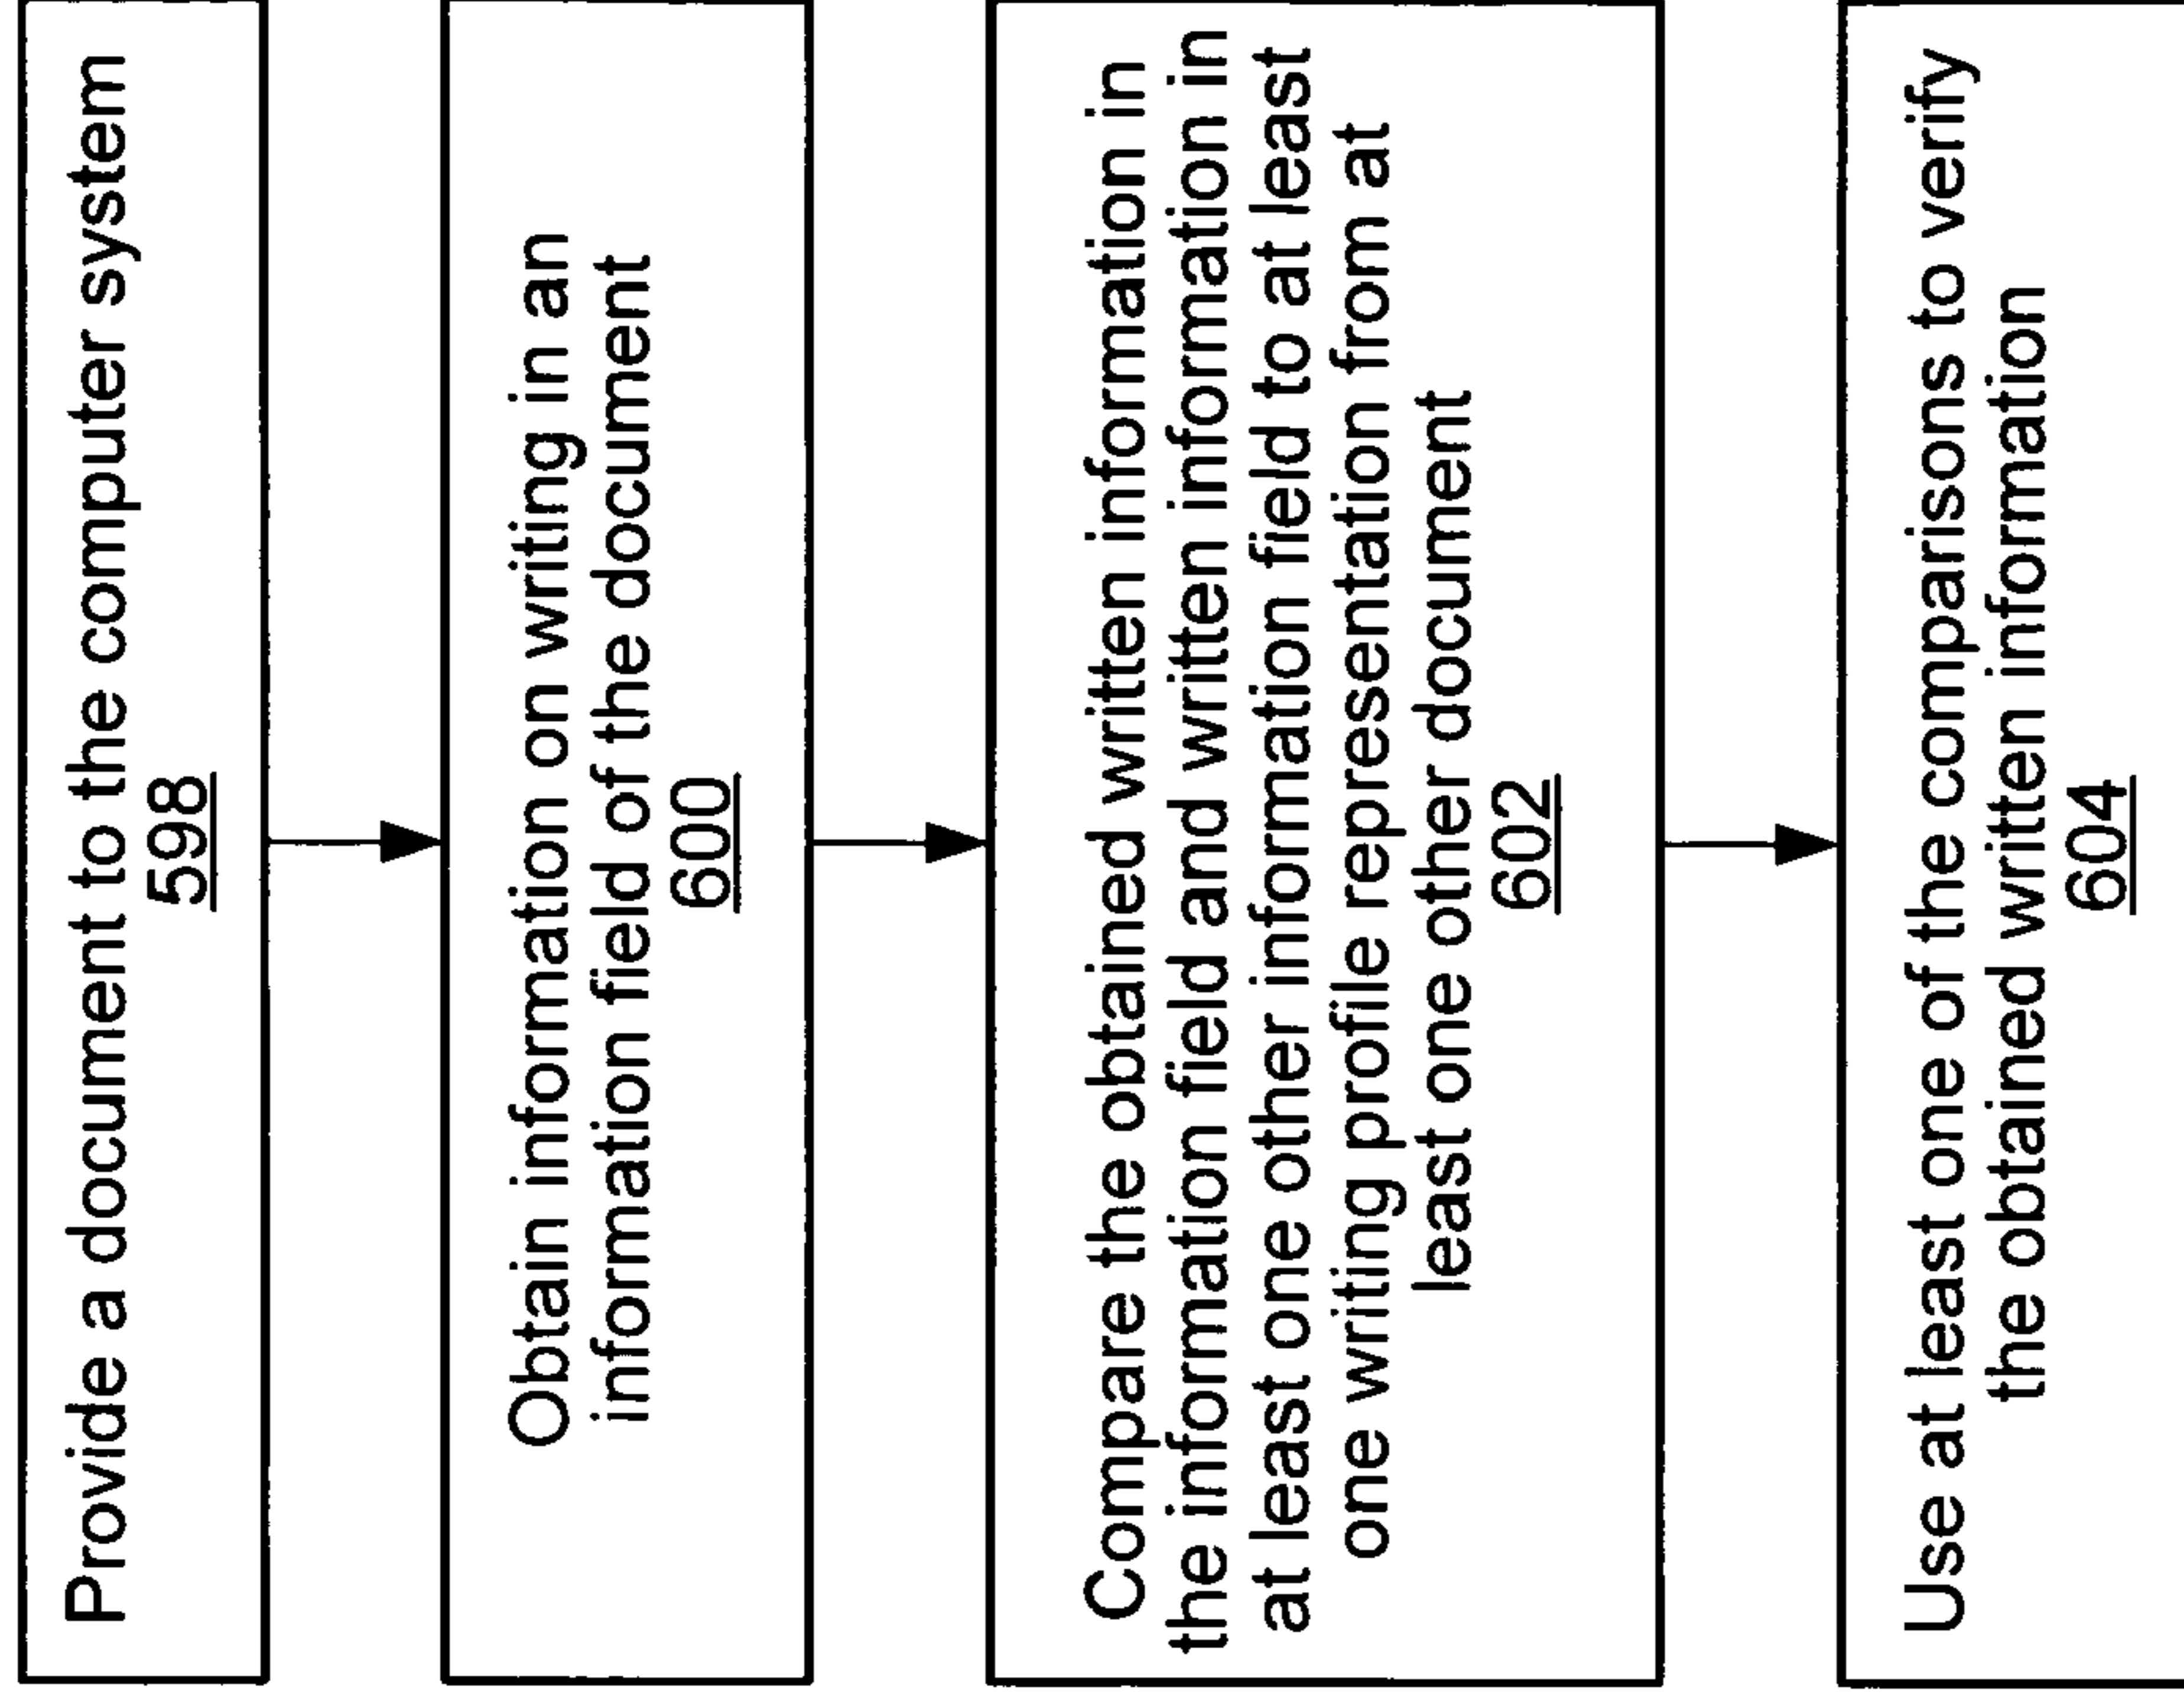 Provide a document to the computer system
598
Obtain information on writing in an
information field of the document
600
Compare the obtained written information in
the information field and written information in
at least one other information field to at least
one writing profile representation from at
least one other document
602
Use at least one of the comparisons to verify
the obtained written information
604